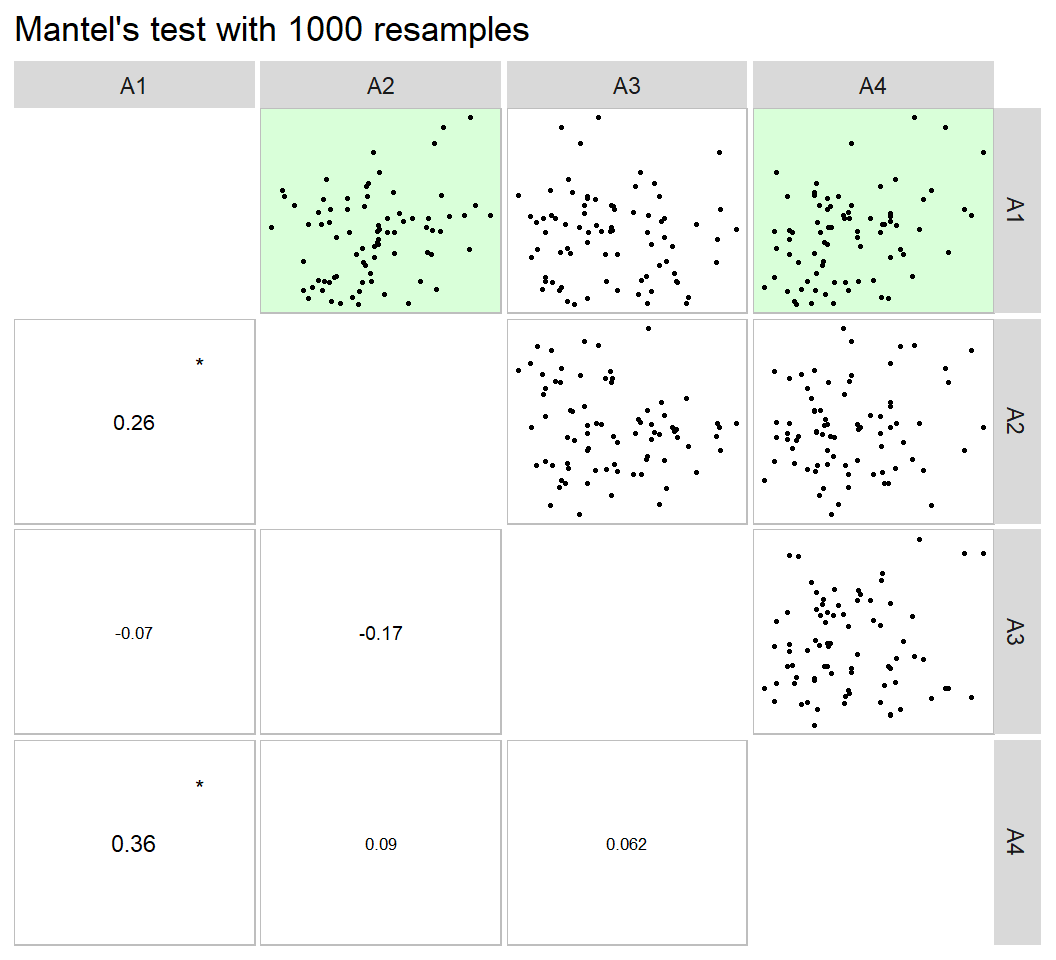 Mantel's test with 1000 resamples
A1 A2 A3 A4
A1
*
0.26
A2
-0.07 -0.17
A3
*
0.36 0.09 0.062
A4